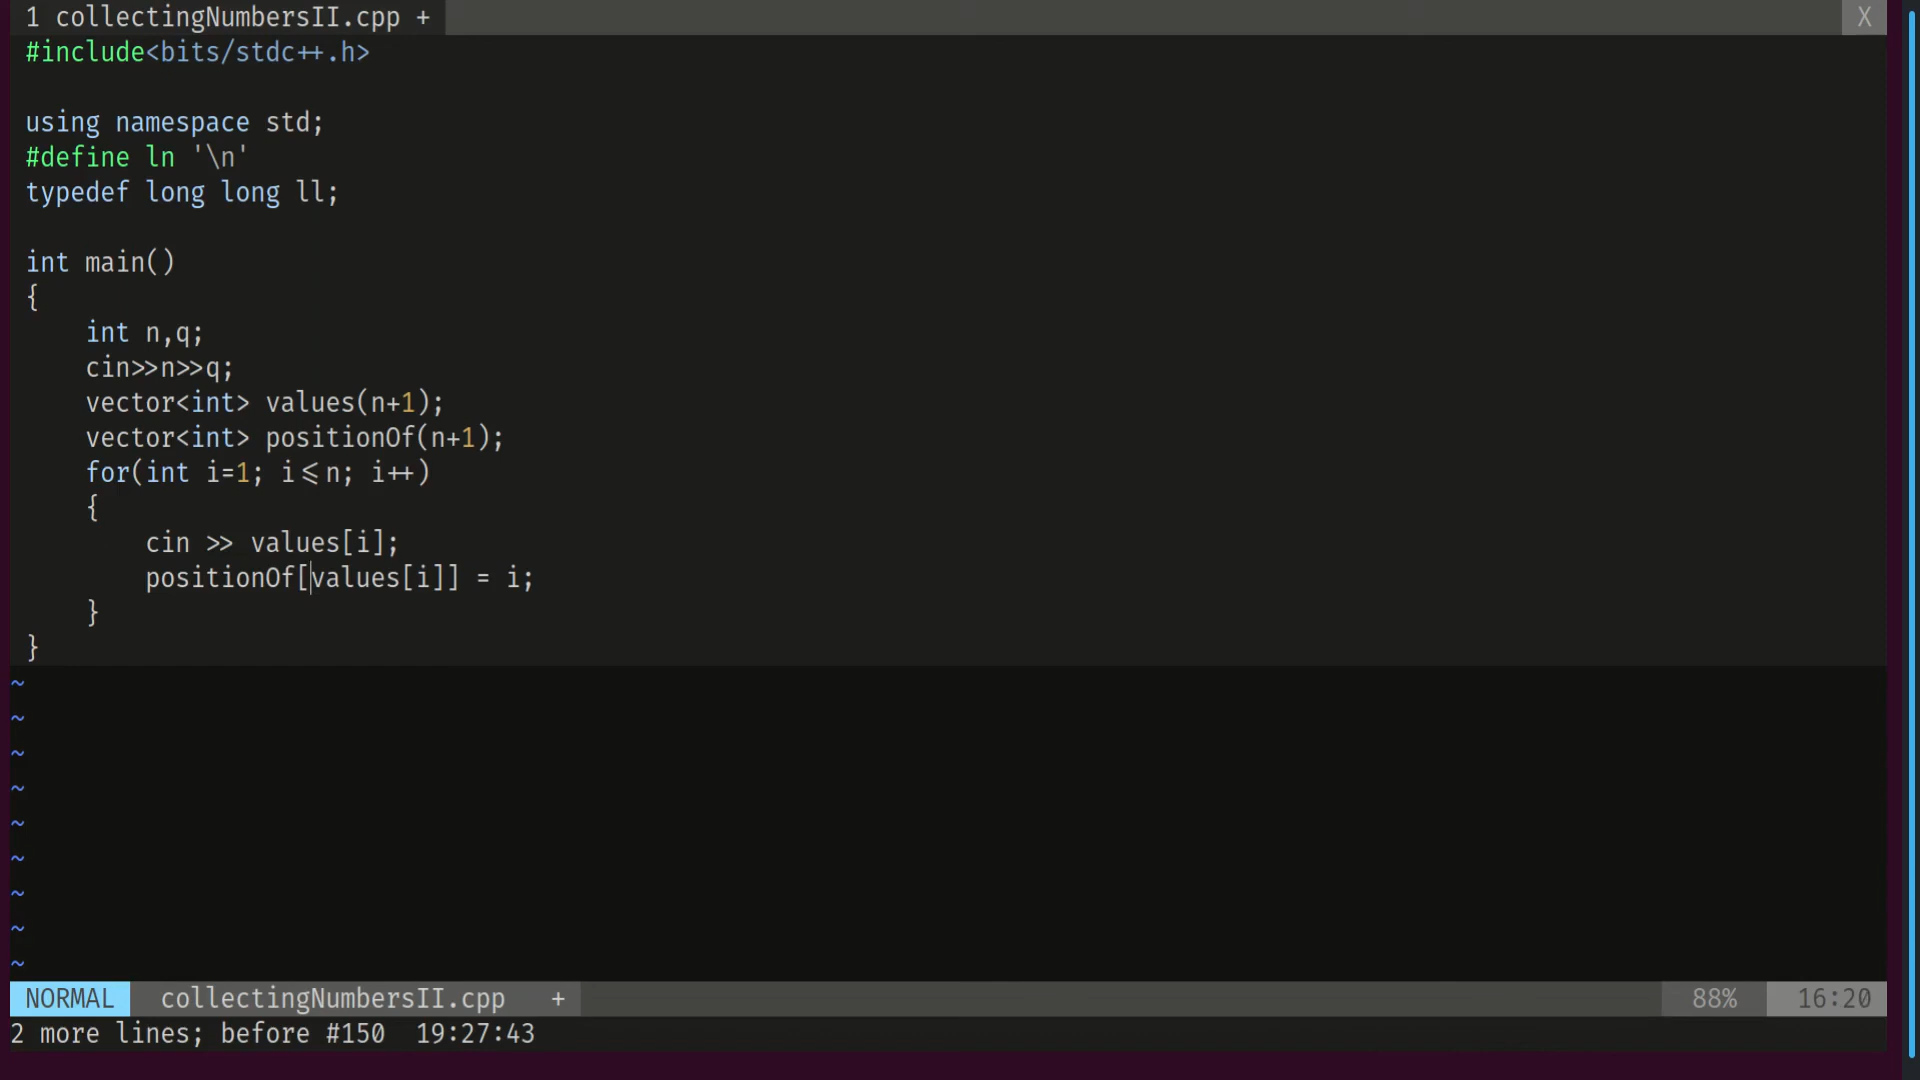 1 collectingNumbersII.cpp + X
#include<bits/stdc++.h>
using namespace std;
#define ln '\n'
typedef long long ll;
int main()
{
    int n,q;
    cin>>n>>q;
    vector<int> values(n+1);
    vector<int> positionOf(n+1);
    for(int i=1; i<=n; i++)
    {
        cin >> values[i];
        positionOf[values[i]] = i;
    }
}
~
~
~
~
~
~
~
~
~
NORMAL collectingNumbersII.cpp + 88% 16:20
2 more lines; before #150 19:27:43